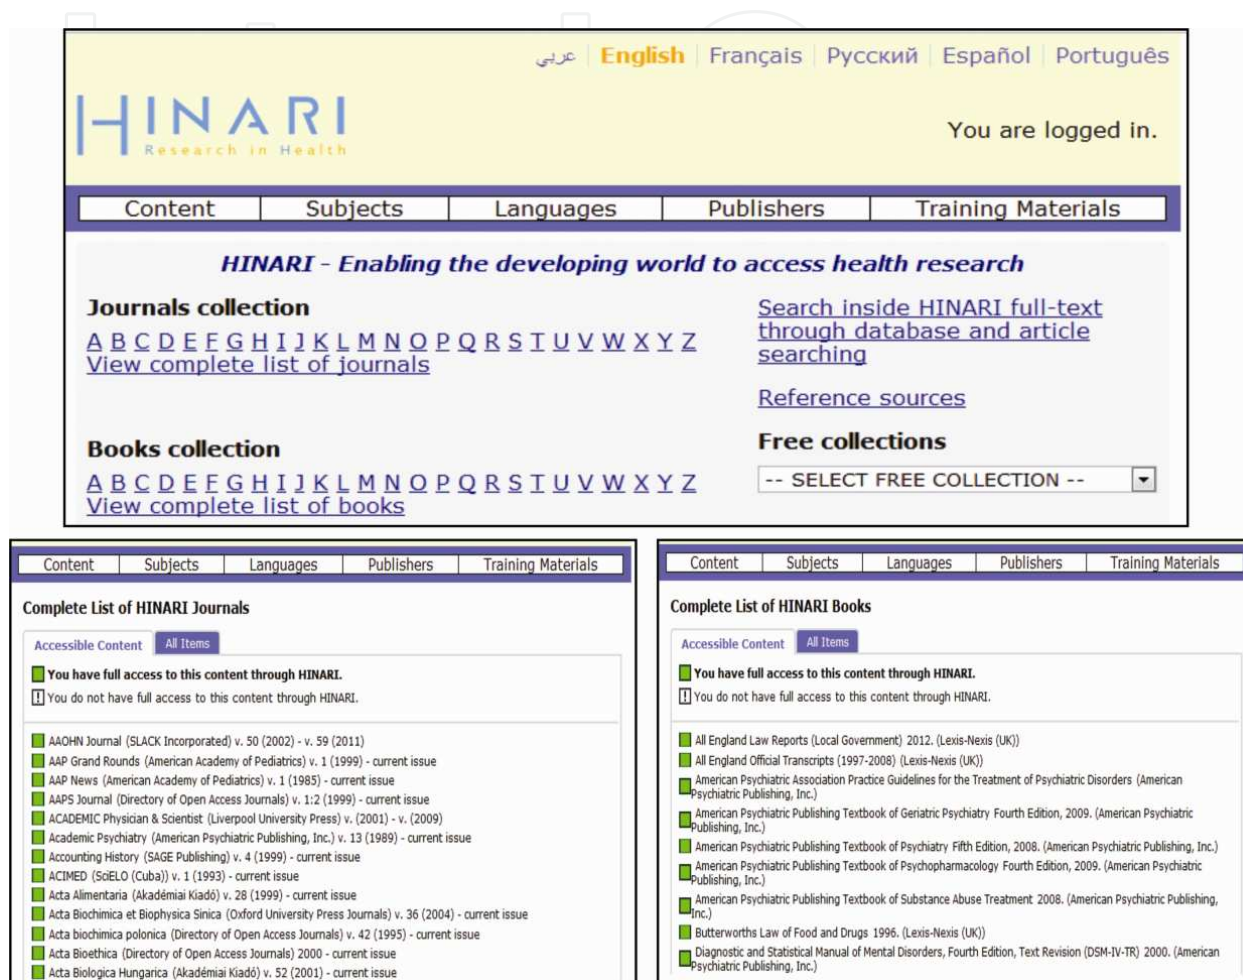 عربي English Français Русский Español Português
HINARI
Research in Health
You are logged in.
Content Subjects Languages Publishers Training Materials
HINARI - Enabling the developing world to access health research
Journals collection
A B C D E F G H I J K L M N O P Q R S T U V W X Y Z
View complete list of journals
Search inside HINARI full-text
through database and article
searching
Reference sources
Books collection
A B C D E F G H I J K L M N O P Q R S T U V W X Y Z
View complete list of books
Free collections
-- SELECT FREE COLLECTION --
Content Subjects Languages Publishers Training Materials
Complete List of HINARI Journals
Accessible Content All Items
You have full access to this content through HINARI.
! You do not have full access to this content through HINARI.
AAOHN Journal (SLACK Incorporated) v. 50 (2002) - v. 59 (2011)
AAP Grand Rounds (American Academy of Pediatrics) v. 1 (1999) - current issue
AAP News (American Academy of Pediatrics) v. 1 (1985) - current issue
AAPS Journal (Directory of Open Access Journals) v. 1:2 (1999) - current issue
ACADEMIC Physician & Scientist (Liverpool University Press) v. (2001) - v. (2009)
Academic Psychiatry (American Psychiatric Publishing, Inc.) v. 13 (1989) - current issue
Accounting History (SAGE Publishing) v. 4 (1999) - current issue
ACIMED (SciELO (Cuba)) v. 1 (1993) - current issue
Acta Alimentaria (Akadémiai Kiadó) v. 28 (1999) - current issue
Acta Biochimica et Biophysica Sinica (Oxford University Press Journals) v. 36 (2004) - current issue
Acta biochimica polonica (Directory of Open Access Journals) v. 42 (1995) - current issue
Acta Bioethica (Directory of Open Access Journals) 2000 - current issue
Acta Biologica Hungarica (Akadémiai Kiadó) v. 52 (2001) - current issue
Content Subjects Languages Publishers Training Materials
Complete List of HINARI Books
Accessible Content All Items
You have full access to this content through HINARI.
! You do not have full access to this content through HINARI.
All England Law Reports (Local Government) 2012. (Lexis-Nexis (UK))
All England Official Transcripts (1997-2008) (Lexis-Nexis (UK))
American Psychiatric Association Practice Guidelines for the Treatment of Psychiatric Disorders (American
Psychiatric Publishing, Inc.)
American Psychiatric Publishing Textbook of Geriatric Psychiatry Fourth Edition, 2009. (American Psychiatric
Publishing, Inc.)
American Psychiatric Publishing Textbook of Psychiatry Fifth Edition, 2008. (American Psychiatric Publishing, Inc.)
American Psychiatric Publishing Textbook of Psychopharmacology Fourth Edition, 2009. (American Psychiatric
Publishing, Inc.)
American Psychiatric Publishing Textbook of Substance Abuse Treatment 2008. (American Psychiatric Publishing,
Inc.)
Butterworths Law of Food and Drugs 1996. (Lexis-Nexis (UK))
Diagnostic and Statistical Manual of Mental Disorders, Fourth Edition, Text Revision (DSM-IV-TR) 2000. (American
Psychiatric Publishing, Inc.)